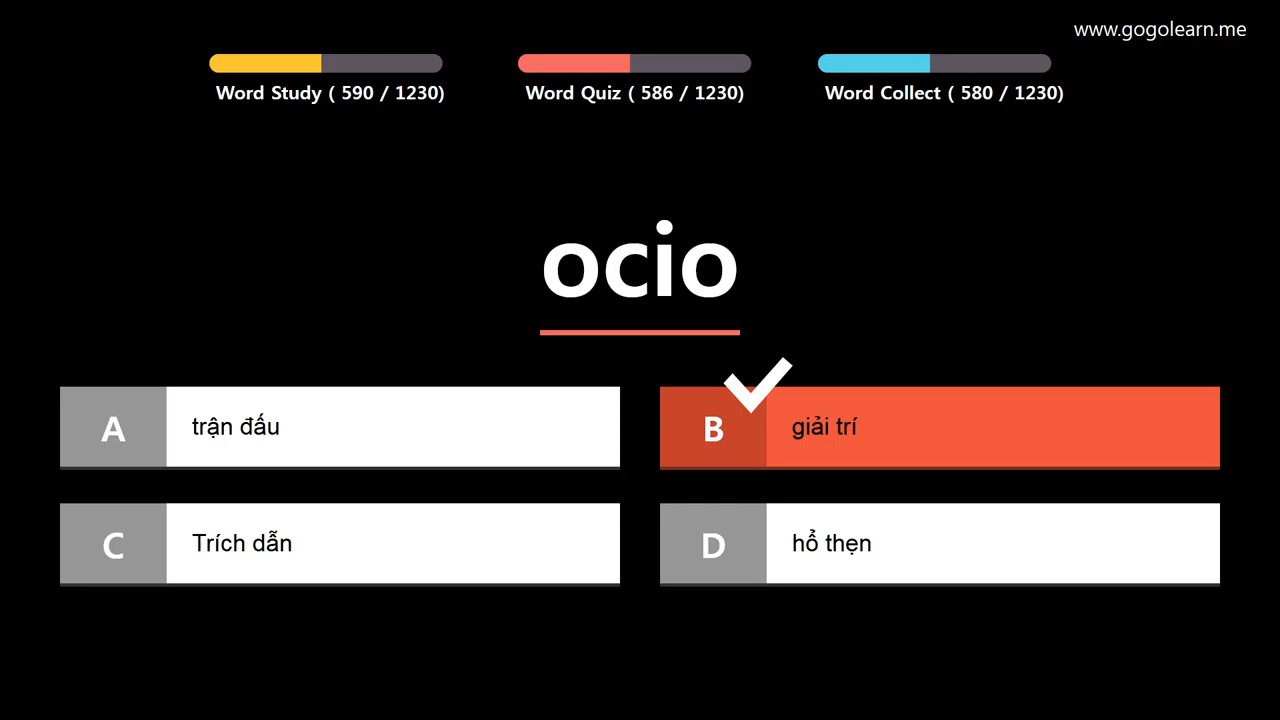 www.gogolearn.me
Word Study ( 590 / 1230)
Word Quiz ( 586 / 1230)
Word Collect ( 580 / 1230)
ocio
A trận đấu
B giải trí
C Trích dẫn
D hổ thẹn